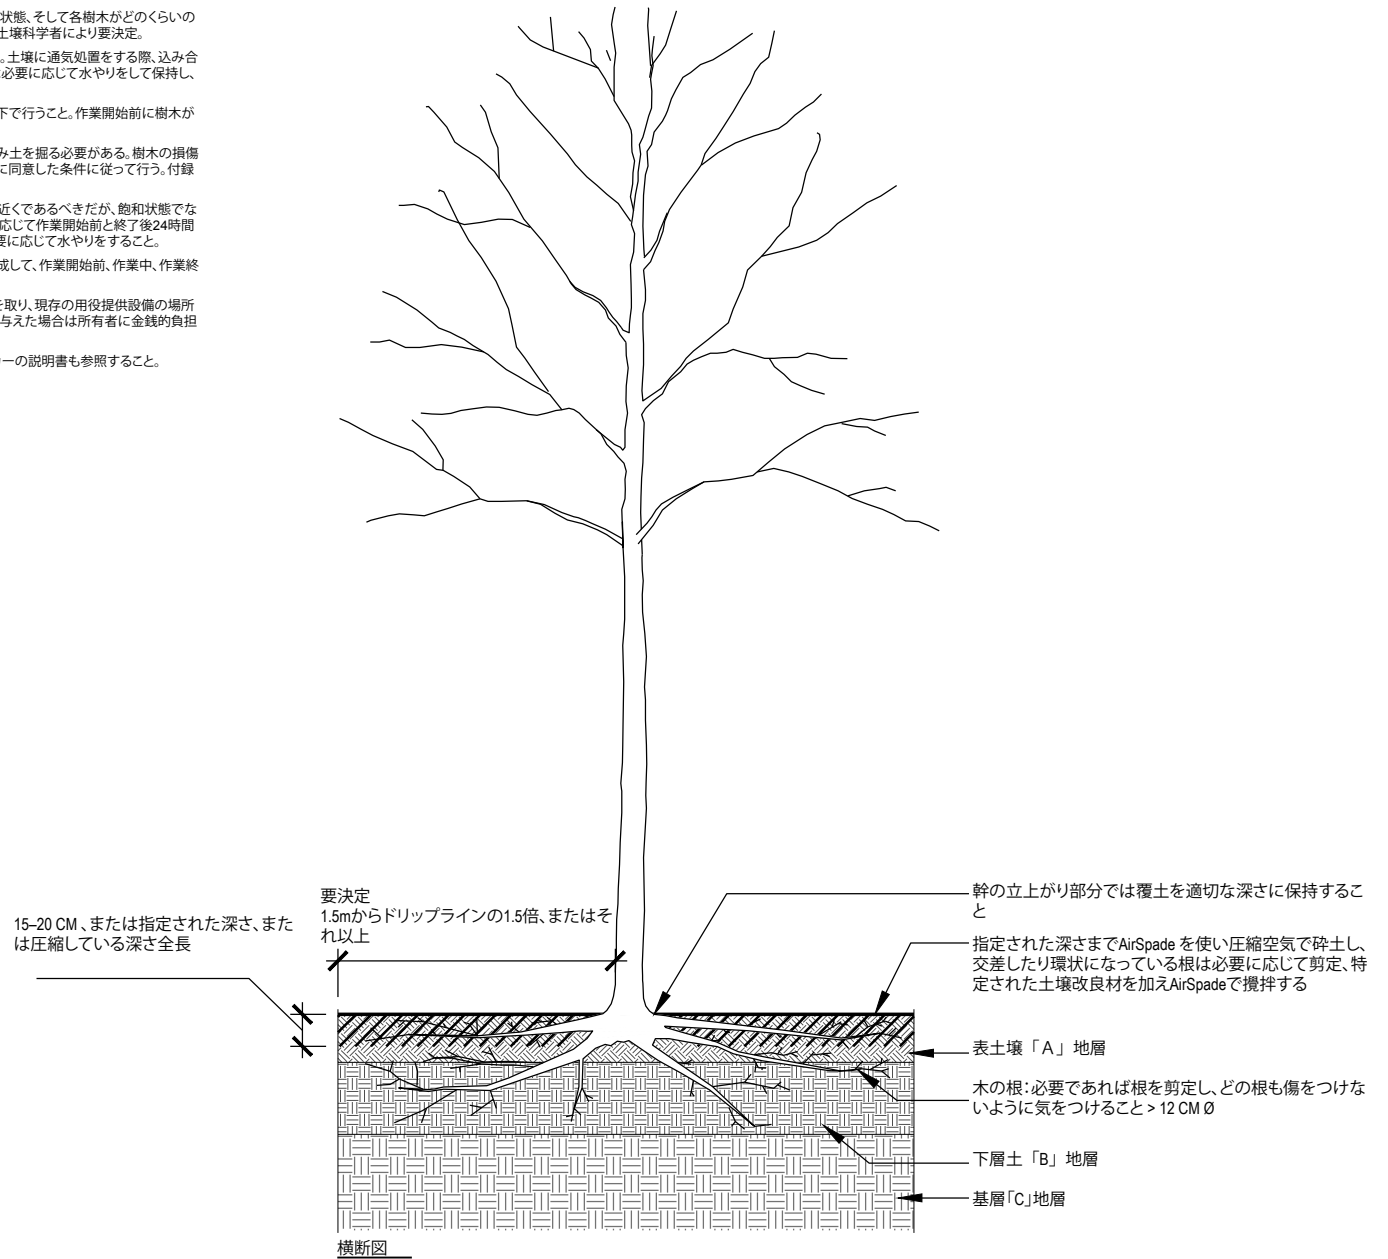 状態、そして各樹木がどのくらいの
土壌科学者により要決定。
。土壌に通気処置をする際、込み合
必要に応じて水やりをして保持し、
下で行うこと。作業開始前に樹木が
み土を掘る必要がある。樹木の損傷
に同意した条件に従って行う。付録
近くであるべきだが、飽和状態でな
応じて作業開始前と終了後24時間
要に応じて水やりをすること。
成して、作業開始前、作業中、作業終
を取り、現存の用役提供設備の場所
与えた場合は所有者に金銭的負担
カーの説明書も参照すること。
要決定
1.5mからドリップラインの1.5倍、またはそ
れ以上
15–20 CM 、または指定された深さ、また
は圧縮している深さ全長
幹の立上がり部分では覆土を適切な深さに保持するこ
と
指定された深さまでAirSpade を使い圧縮空気で砕土し、
交差したり環状になっている根は必要に応じて剪定、特
定された土壌改良材を加えAirSpadeで攪拌する
表土壌「A」地層
木の根：必要であれば根を剪定し、どの根も傷をつけな
いように気をつけること > 12 CM Ø
下層土「B」地層
基層「C」地層
横断図